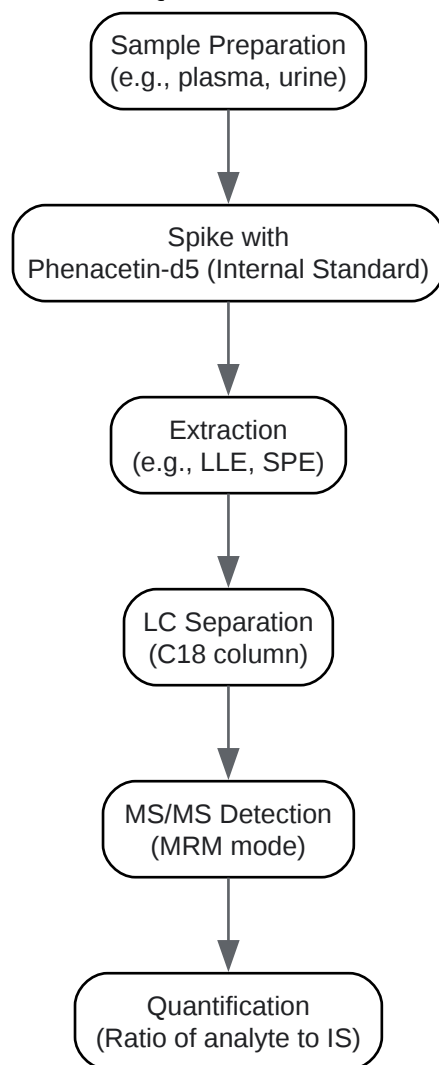 Sample Preparation
(e.g., plasma, urine)
Spike with
Phenacetin-d5 (Internal Standard)
Extraction
(e.g., LLE, SPE)
LC Separation
(C18 column)
MS/MS Detection
(MRM mode)
Quantification
(Ratio of analyte to IS)